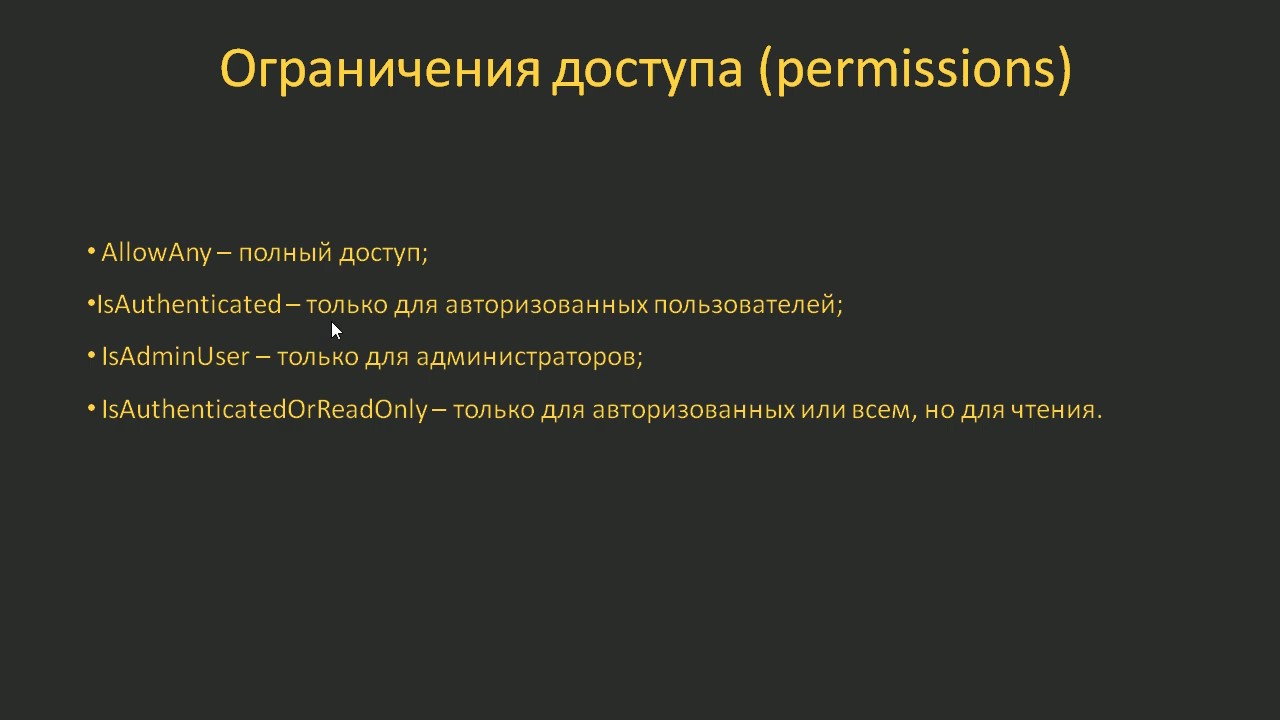 Ограничения доступа (permissions)
• AllowAny – полный доступ;
•IsAuthenticated – только для авторизованных пользователей;
• IsAdminUser – только для администраторов;
• IsAuthenticatedOrReadOnly – только для авторизованных или всем, но для чтения.